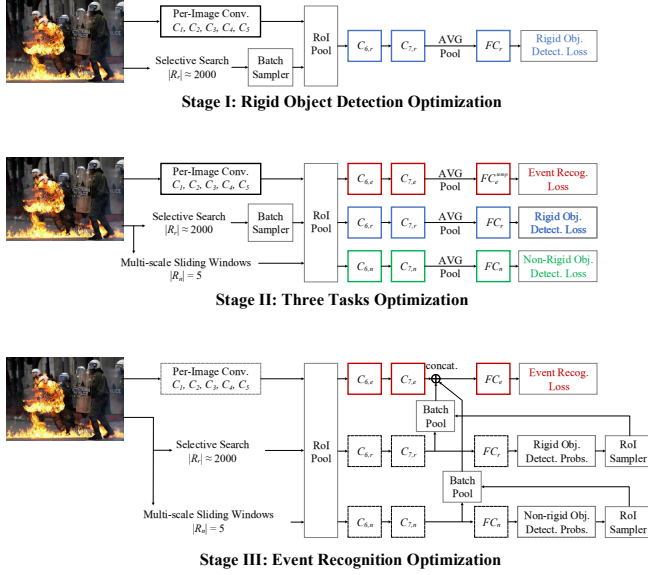 Per-Image Conv.
C1, C2, C3, C4, C5
Selective Search
|Rr| ≈ 2000
Batch
Sampler
RoI
Pool
C6,r
C7,r
AVG
Pool
FCr
Rigid Obj.
Detect. Loss
Stage I: Rigid Object Detection Optimization
Per-Image Conv.
C1, C2, C3, C4, C5
Selective Search
|Rr| ≈ 2000
Batch
Sampler
Multi-scale Sliding Windows
|Rn| = 5
RoI
Pool
C6,e
C7,e
AVG
Pool
Event Recog.
Loss
C6,r
C7,r
AVG
Pool
FCr
Rigid Obj.
Detect. Loss
C6,n
C7,n
AVG
Pool
FCn
Non-Rigid Obj.
Detect. Loss
Stage II: Three Tasks Optimization
Per-Image Conv.
C1, C2, C3, C4, C5
Selective Search
|Rr| ≈ 2000
Multi-scale Sliding Windows
|Rn| = 5
RoI
Pool
C6,e
C7,e
concat.
FCe
Event Recog.
Loss
Batch
Pool
C6,r
C7,r
FCr
Rigid Obj.
Detect. Probs.
RoI
Sampler
Batch
Pool
C6,n
C7,n
FCn
Non-rigid Obj.
Detect. Probs.
RoI
Sampler
Stage III: Event Recognition Optimization